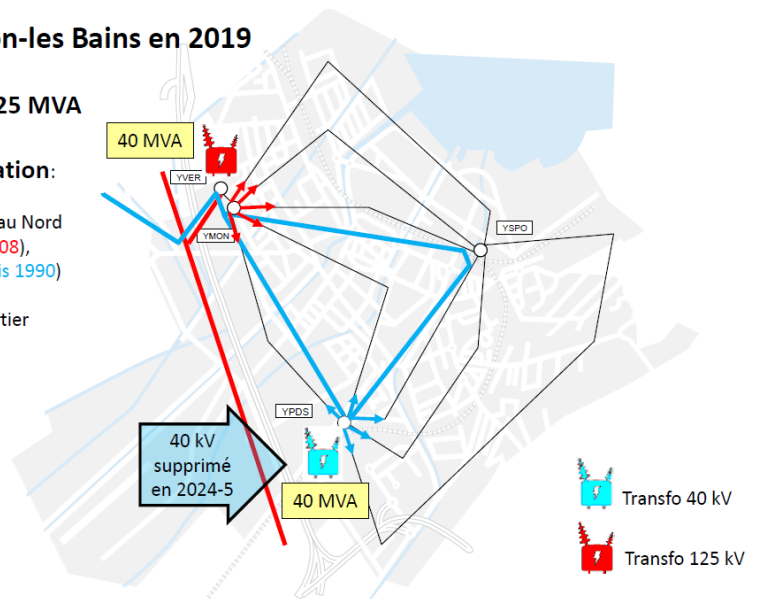 n-les Bains en 2019
25 MVA
40 MVA
ation:
YVER
au Nord
08),
is 1990)
YMON
YSPO
tier
YPDS
40 kV
supprimé
en 2024-5
40 MVA
Transfo 40 kV
Transfo 125 kV